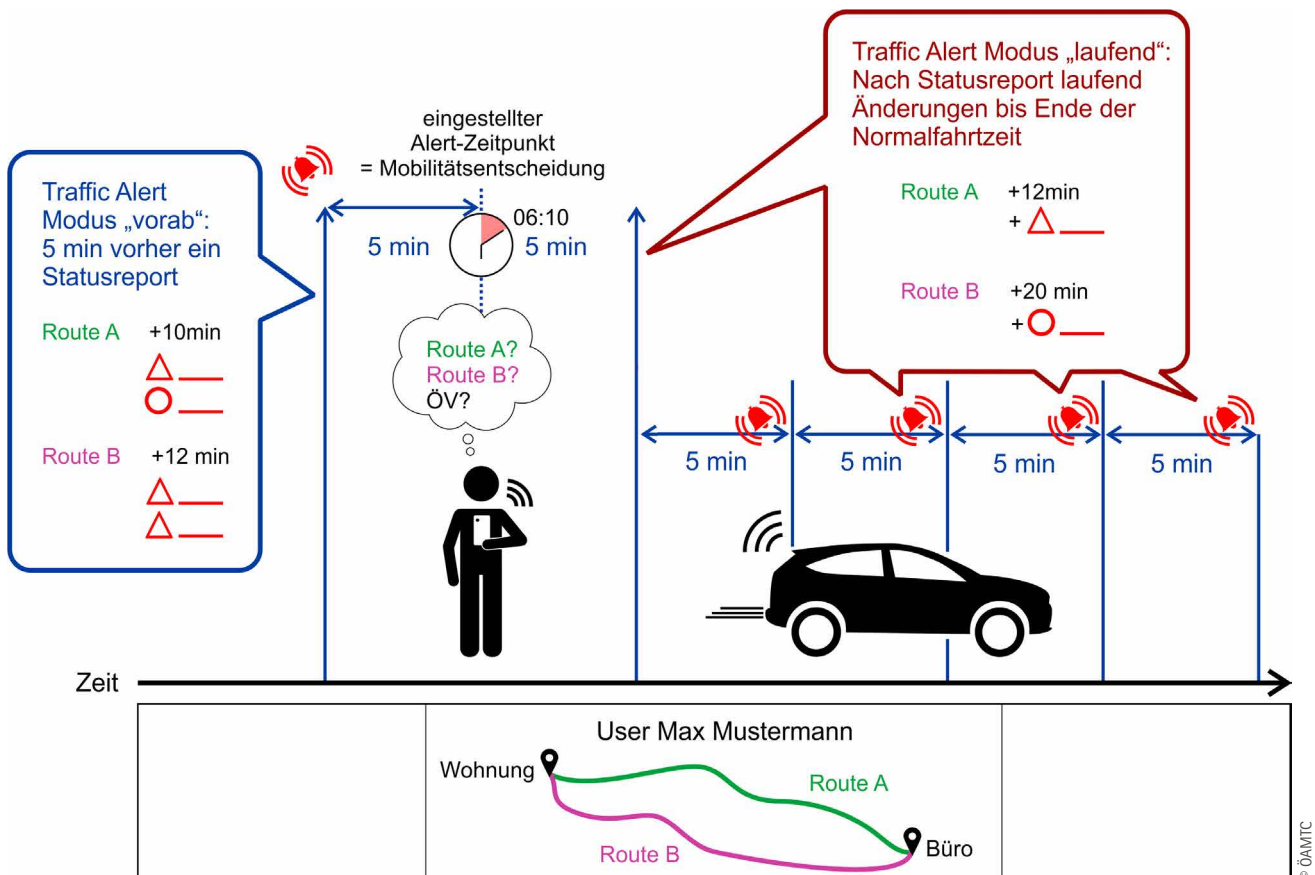 Traffic Alert
Modus „vorab“:
5 min vorher ein
Statusreport
Route A +10min
Route B +12 min
eingestellter
Alert-Zeitpunkt
= Mobilitätsentscheidung
06:10
5 min
5 min
Route A?
Route B?
ÖV?
Traffic Alert Modus „laufend“:
Nach Statusreport laufend
Änderungen bis Ende der
Normalfahrtzeit
Route A +12min
+
Route B +20 min
+
5 min
5 min
5 min
5 min
Zeit
User Max Mustermann
Wohnung
Route A
Route B
Büro
© ÖAMTC